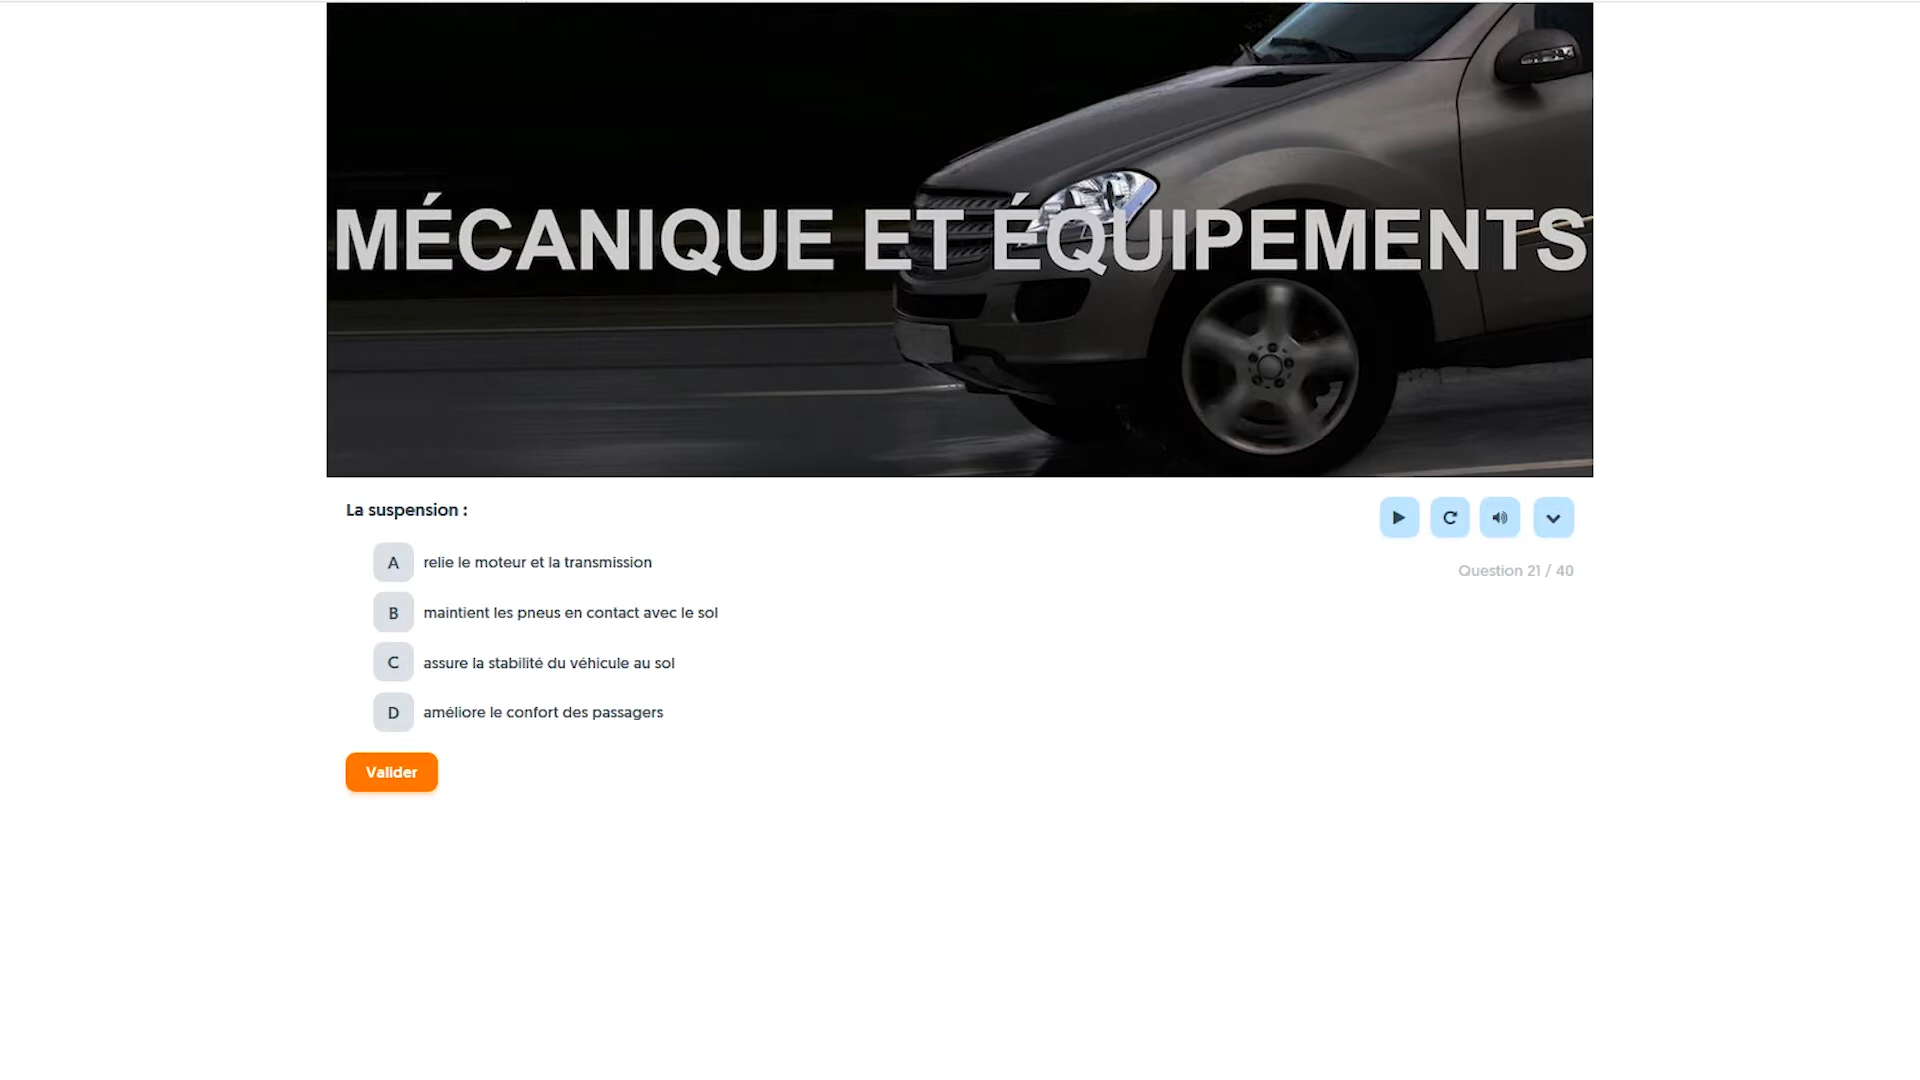 MÉCANIQUE ET ÉQUIPEMENTS
La suspension :
Question 21 / 40
A relie le moteur et la transmission
B maintient les pneus en contact avec le sol
C assure la stabilité du véhicule au sol
D améliore le confort des passagers
Valider